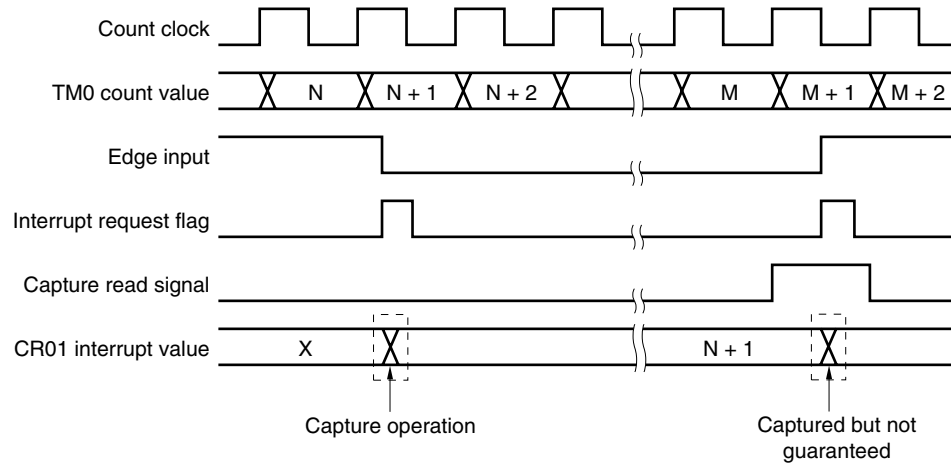 Count clock
TM0 count value
N
N + 1
N + 2
M
M + 1
M + 2
Edge input
Interrupt request flag
Capture read signal
CR01 interrupt value
X
N + 1
Capture operation
Captured but not
guaranteed